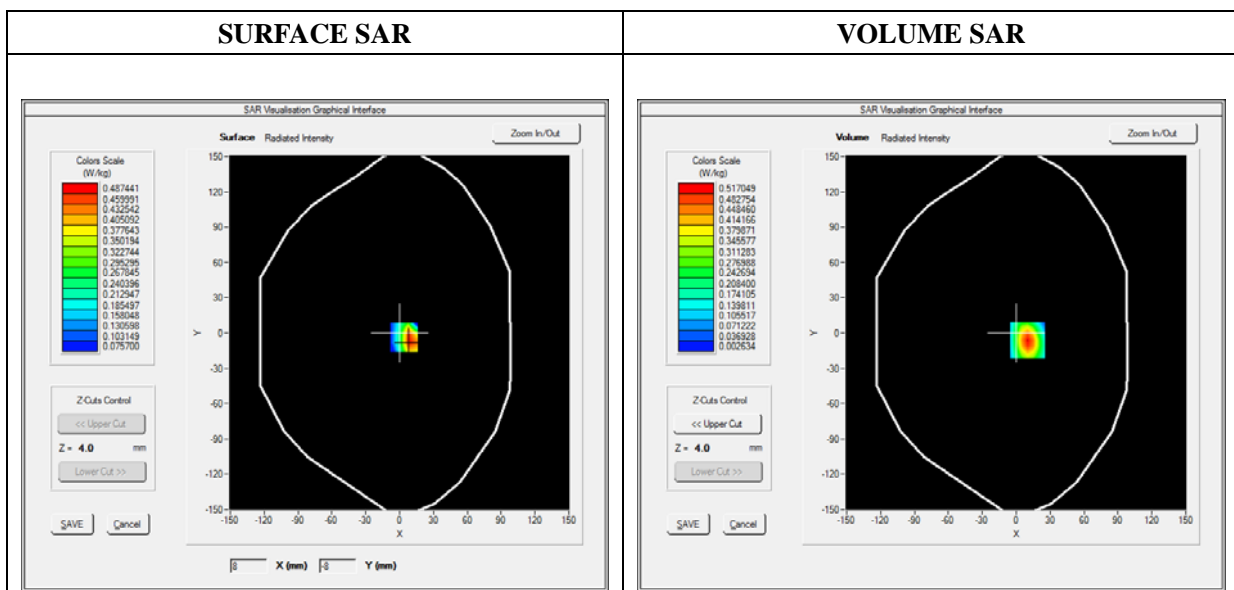 SURFACE SAR
VOLUME SAR
SAR Visualisation Graphical Interface
Surface Radiated Intensity
Zoom In/Out
Colors Scale
(W/kg)
0.487441
0.459991
0.432542
0.405092
0.377643
0.350194
0.322744
0.295295
0.267845
0.240396
0.212947
0.185497
0.158048
0.130598
0.103149
0.075700
Z-Cuts Control
<< Upper Cut
Z = 4.0 mm
Lower Cut >>
SAVE Cancel
150
120
90
60
30
0
-30
-60
-90
-120
-150
Y
-150 -120 -90 -60 -30 0 30 60 90 120 150
X
8 X (mm) -8 Y (mm)
SAR Visualisation Graphical Interface
Volume Radiated Intensity
Zoom In/Out
Colors Scale
(W/kg)
0.517049
0.482754
0.448460
0.414166
0.379871
0.345577
0.311283
0.276988
0.242694
0.208400
0.174105
0.139811
0.105517
0.071222
0.036928
0.002634
Z-Cuts Control
<< Upper Cut
Z = 4.0 mm
Lower Cut >>
SAVE Cancel
150
120
90
60
30
0
-30
-60
-90
-120
-150
Y
-150 -120 -90 -60 -30 0 30 60 90 120 150
X